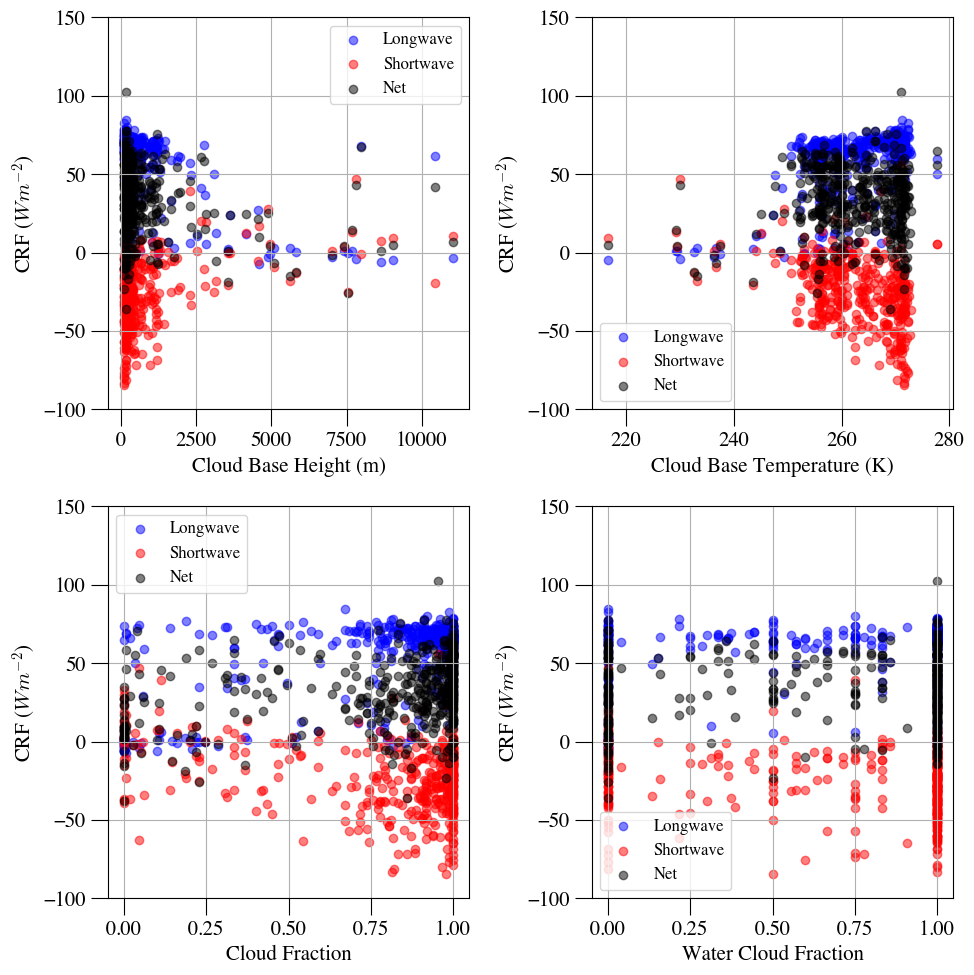 150
100
50
0
−50
−100
CRF (Wm⁻²)
Longwave
Shortwave
Net
0 2500 5000 7500 10000
Cloud Base Height (m)
150
100
50
0
−50
−100
CRF (Wm⁻²)
Longwave
Shortwave
Net
220 240 260 280
Cloud Base Temperature (K)
150
100
50
0
−50
−100
CRF (Wm⁻²)
Longwave
Shortwave
Net
0.00 0.25 0.50 0.75 1.00
Cloud Fraction
150
100
50
0
−50
−100
CRF (Wm⁻²)
Longwave
Shortwave
Net
0.00 0.25 0.50 0.75 1.00
Water Cloud Fraction